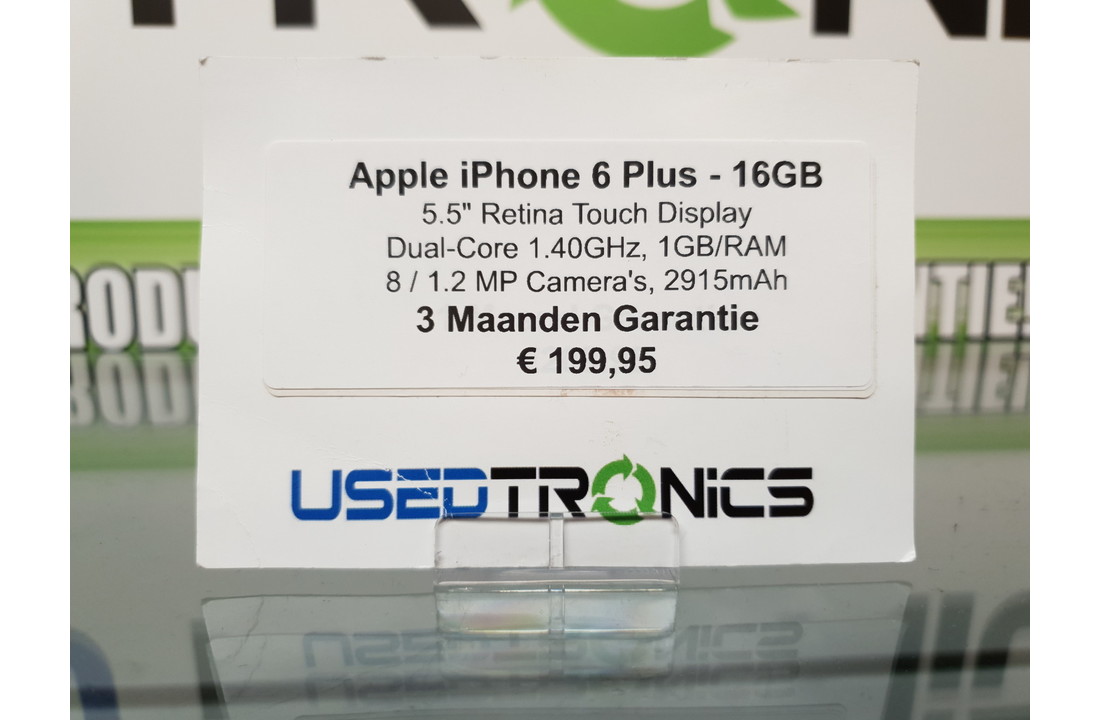 Apple iPhone 6 Plus - 16GB
5.5" Retina Touch Display
Dual-Core 1.40GHz, 1GB/RAM
8 / 1.2 MP Camera's, 2915mAh
3 Maanden Garantie
€ 199,95
USEDTRONiCS